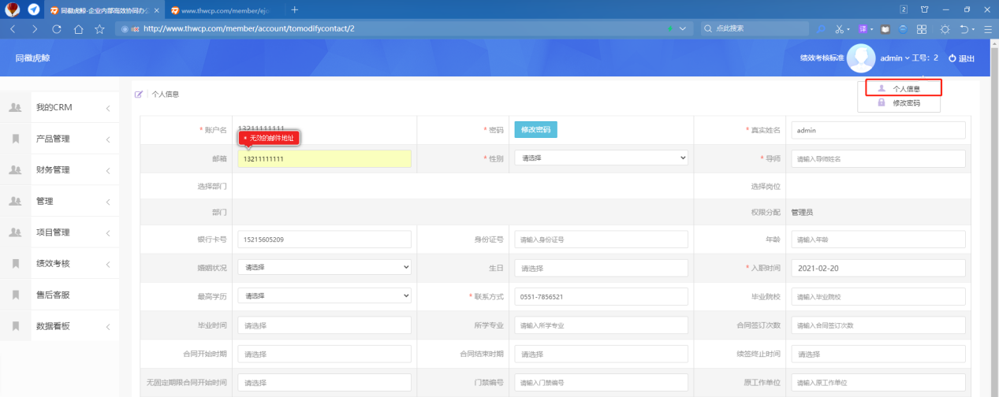 同徽虎鲸-企业内部高效协同办公
www.thwcp.com/member/ejo
2
http://www.thwcp.com/member/account/tomodifycontact/2
点此搜索
译
同徽虎鲸
绩效考核标准
admin
工号：2
退出
个人信息
修改密码
我的CRM
产品管理
财务管理
管理
项目管理
绩效考核
售后客服
数据看板
个人信息
* 账户名 13211111111 * 密码 修改密码 * 真实姓名 admin
* 无效的邮件地址
邮箱 13211111111 * 性别 请选择 * 导师 请输入导师姓名
选择部门 选择岗位
部门 权限分配 管理员
银行卡号 15215605209 身份证号 请输入身份证号 年龄 请输入年龄
婚姻状况 请选择 生日 请选择 * 入职时间 2021-02-20
最高学历 请选择 * 联系方式 0551-7856521 毕业院校 请输入毕业院校
毕业时间 请选择 所学专业 请输入所学专业 合同签订次数 请输入合同签订次数
合同开始时期 请选择 合同结束时期 请选择 续签终止时间 请选择
无固定期限合同开始时间 请选择 门禁编号 请输入门禁编号 原工作单位 请输入原工作单位